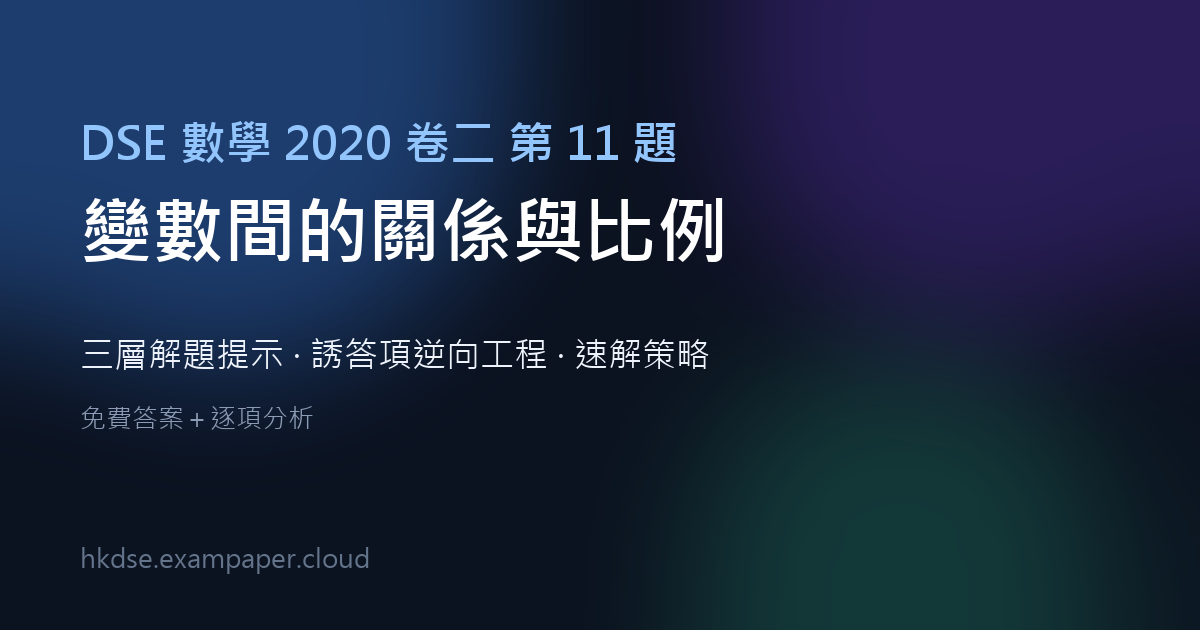 DSE 數學 2020 卷二 第 11 題
變數間的關係與比例
三層解題提示 · 誘答項逆向工程 · 速解策略
免費答案 + 逐項分析
hkdse.exampaper.cloud